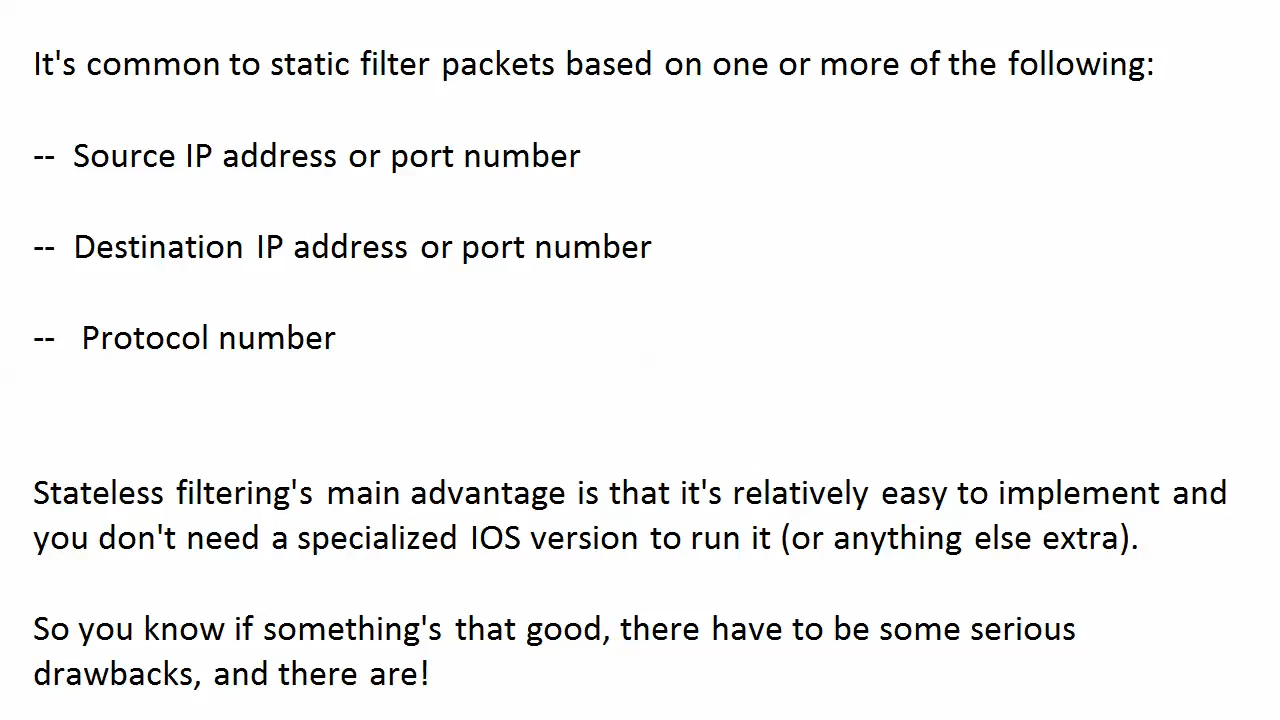 It's common to static filter packets based on one or more of the following:
-- Source IP address or port number
-- Destination IP address or port number
-- Protocol number
Stateless filtering's main advantage is that it's relatively easy to implement and
you don't need a specialized IOS version to run it (or anything else extra).
So you know if something's that good, there have to be some serious
drawbacks, and there are!